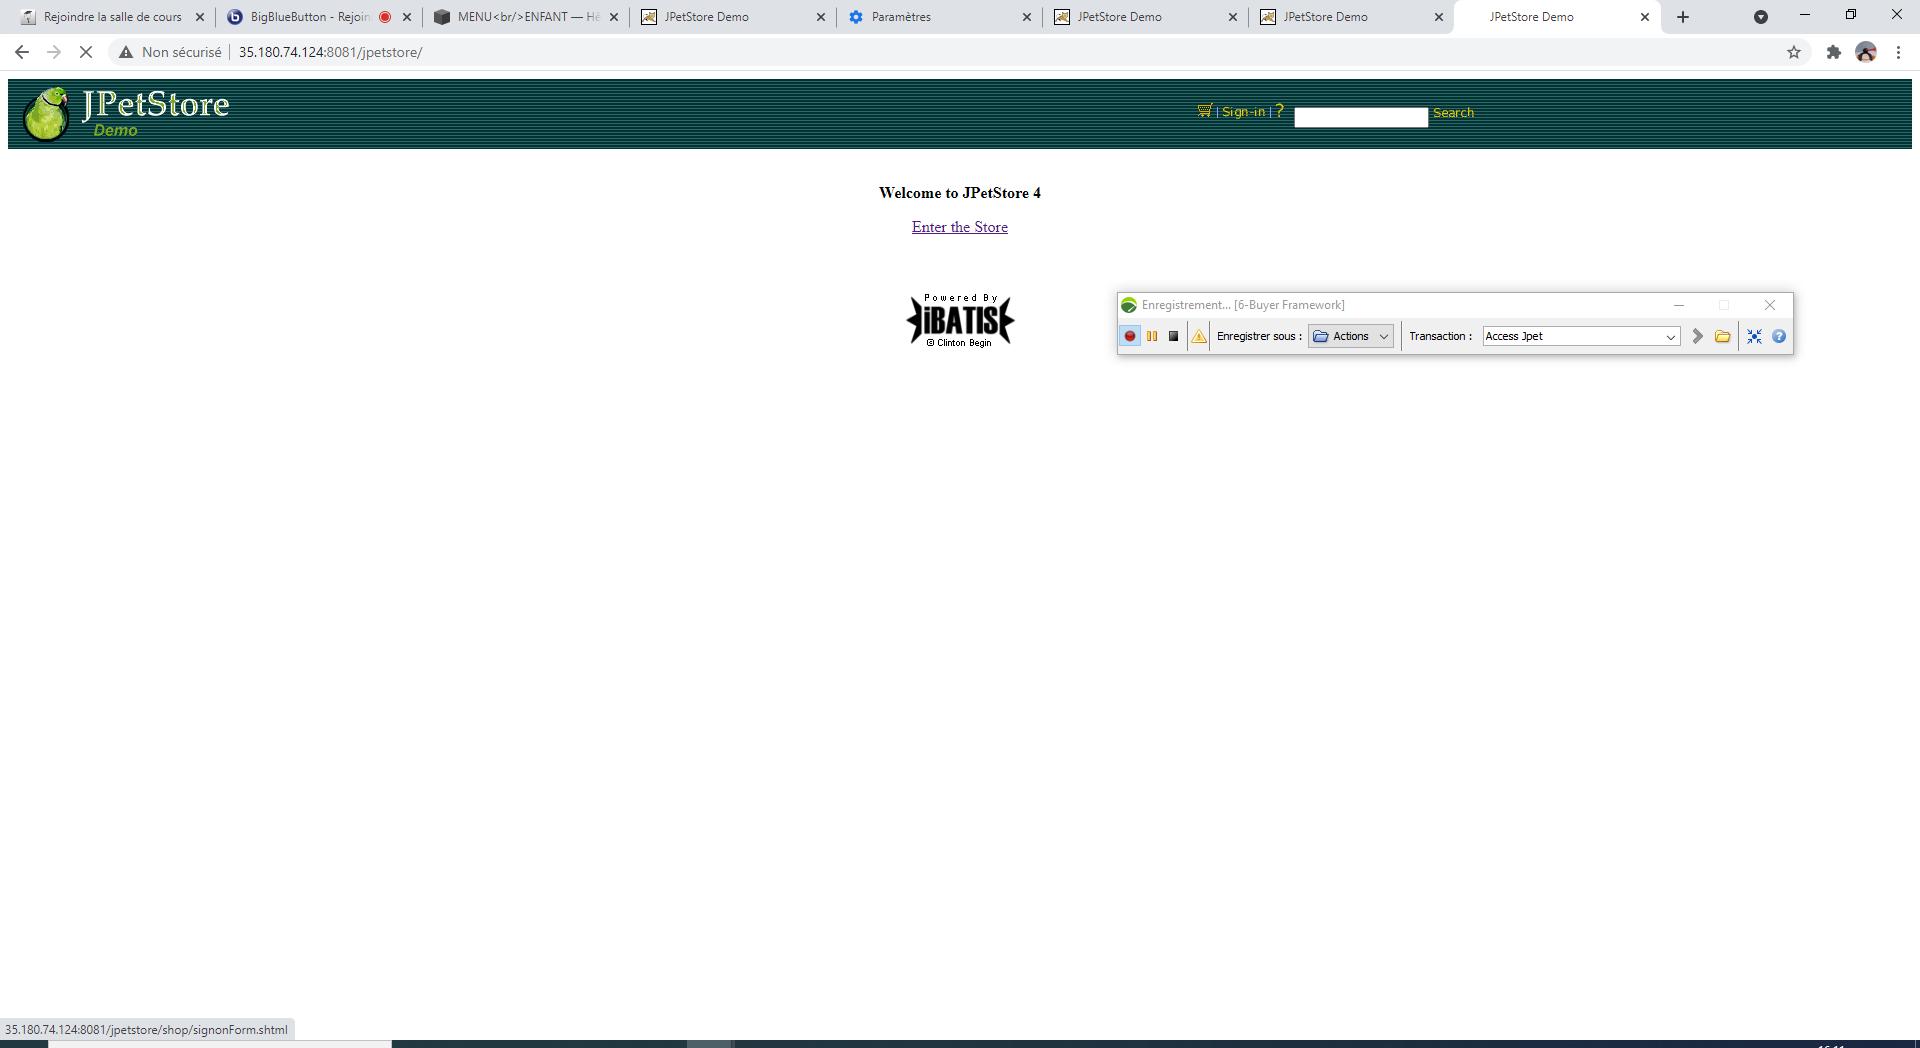 Rejoindre la salle de cours
BigBlueButton - Rejoin
MENU<br/>ENFANT — Hé
JPetStore Demo
Paramètres
JPetStore Demo
JPetStore Demo
JPetStore Demo
Non sécurisé
35.180.74.124:8081/jpetstore/
JPetStore
Demo
| Sign-in | ?
Search
Welcome to JPetStore 4
Enter the Store
Powered By
iBATIS
© Clinton Begin
Enregistrement... [6-Buyer Framework]
Enregistrer sous :
Actions
Transaction :
Access Jpet
35.180.74.124:8081/jpetstore/shop/signonForm.shtml